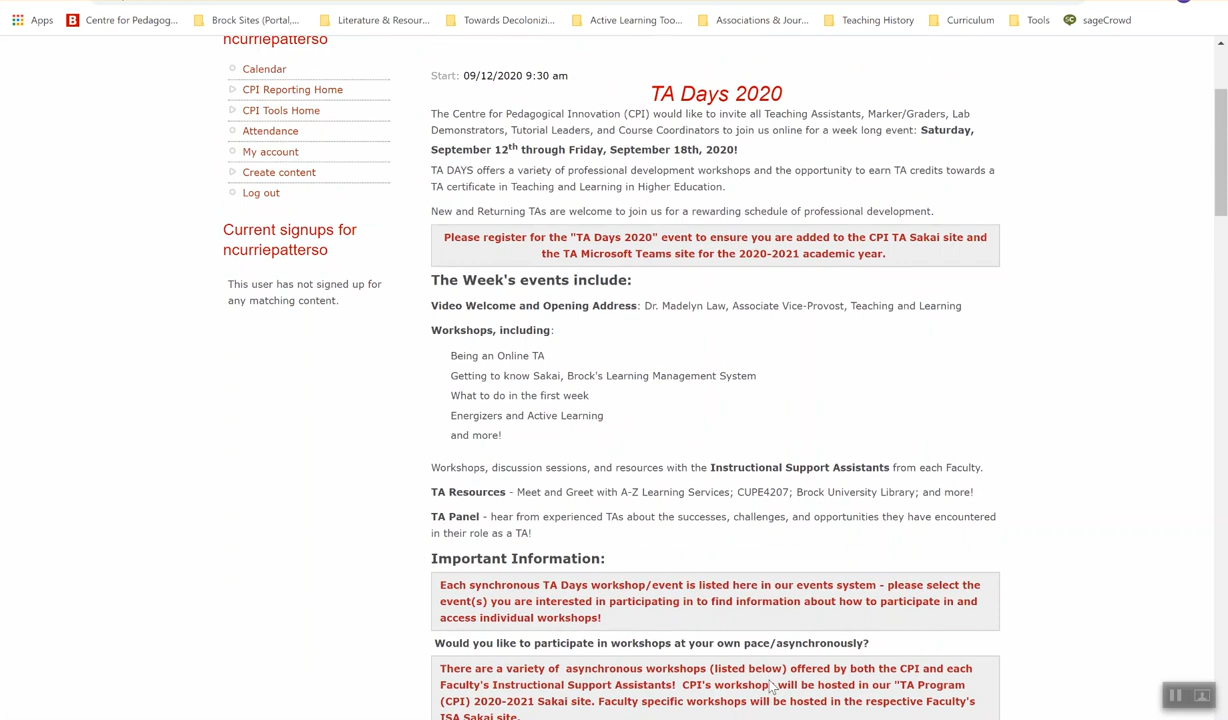 Apps
Centre for Pedagog...
Brock Sites (Portal,...
Literature & Resour...
Towards Decolonizi...
Active Learning Too...
Associations & Jour...
Teaching History
Curriculum
Tools
SC sageCrowd
ncurriepatterso
Calendar
CPI Reporting Home
CPI Tools Home
Attendance
My account
Create content
Log out
Current signups for
ncurriepatterso
This user has not signed up for
any matching content.
Start: 09/12/2020 9:30 am
TA Days 2020
The Centre for Pedagogical Innovation (CPI) would like to invite all Teaching Assistants, Marker/Graders, Lab
Demonstrators, Tutorial Leaders, and Course Coordinators to join us online for a week long event: Saturday,
September 12th through Friday, September 18th, 2020!
TA DAYS offers a variety of professional development workshops and the opportunity to earn TA credits towards a
TA certificate in Teaching and Learning in Higher Education.
New and Returning TAs are welcome to join us for a rewarding schedule of professional development.
Please register for the "TA Days 2020" event to ensure you are added to the CPI TA Sakai site and
the TA Microsoft Teams site for the 2020-2021 academic year.
The Week's events include:
Video Welcome and Opening Address: Dr. Madelyn Law, Associate Vice-Provost, Teaching and Learning
Workshops, including:
Being an Online TA
Getting to know Sakai, Brock's Learning Management System
What to do in the first week
Energizers and Active Learning
and more!
Workshops, discussion sessions, and resources with the Instructional Support Assistants from each Faculty.
TA Resources - Meet and Greet with A-Z Learning Services; CUPE4207; Brock University Library; and more!
TA Panel - hear from experienced TAs about the successes, challenges, and opportunities they have encountered
in their role as a TA!
Important Information:
Each synchronous TA Days workshop/event is listed here in our events system - please select the
event(s) you are interested in participating in to find information about how to participate in and
access individual workshops!
Would you like to participate in workshops at your own pace/asynchronously?
There are a variety of asynchronous workshops (listed below) offered by both the CPI and each
Faculty's Instructional Support Assistants! CPI's workshops will be hosted in our "TA Program
(CPI) 2020-2021 Sakai site. Faculty specific workshops will be hosted in the respective Faculty's
ISA Sakai site.